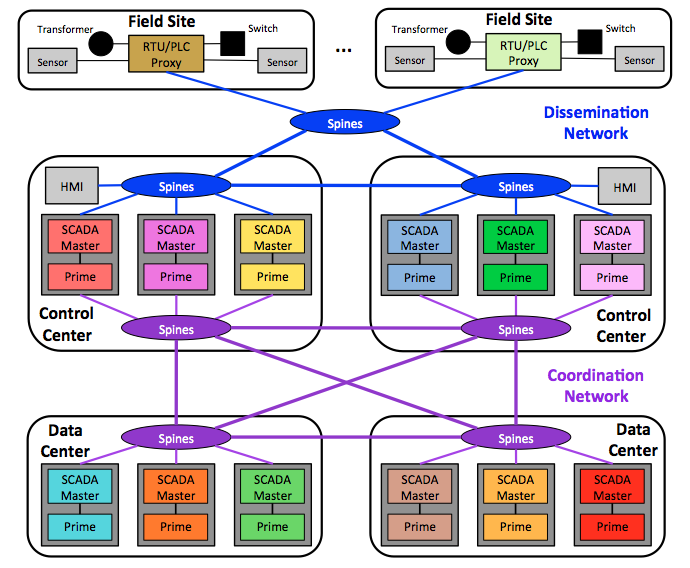 Field Site
Transformer
Switch
RTU/PLC
Proxy
Sensor
Sensor
...
Field Site
Transformer
Switch
RTU/PLC
Proxy
Sensor
Sensor
Spines
Dissemination
Network
HMI
Spines
Spines
HMI
SCADA
Master
Prime
SCADA
Master
Prime
SCADA
Master
Prime
SCADA
Master
Prime
SCADA
Master
Prime
SCADA
Master
Prime
Control
Center
Spines
Spines
Control
Center
Coordination
Network
Data
Center
Spines
Spines
Data
Center
SCADA
Master
Prime
SCADA
Master
Prime
SCADA
Master
Prime
SCADA
Master
Prime
SCADA
Master
Prime
SCADA
Master
Prime